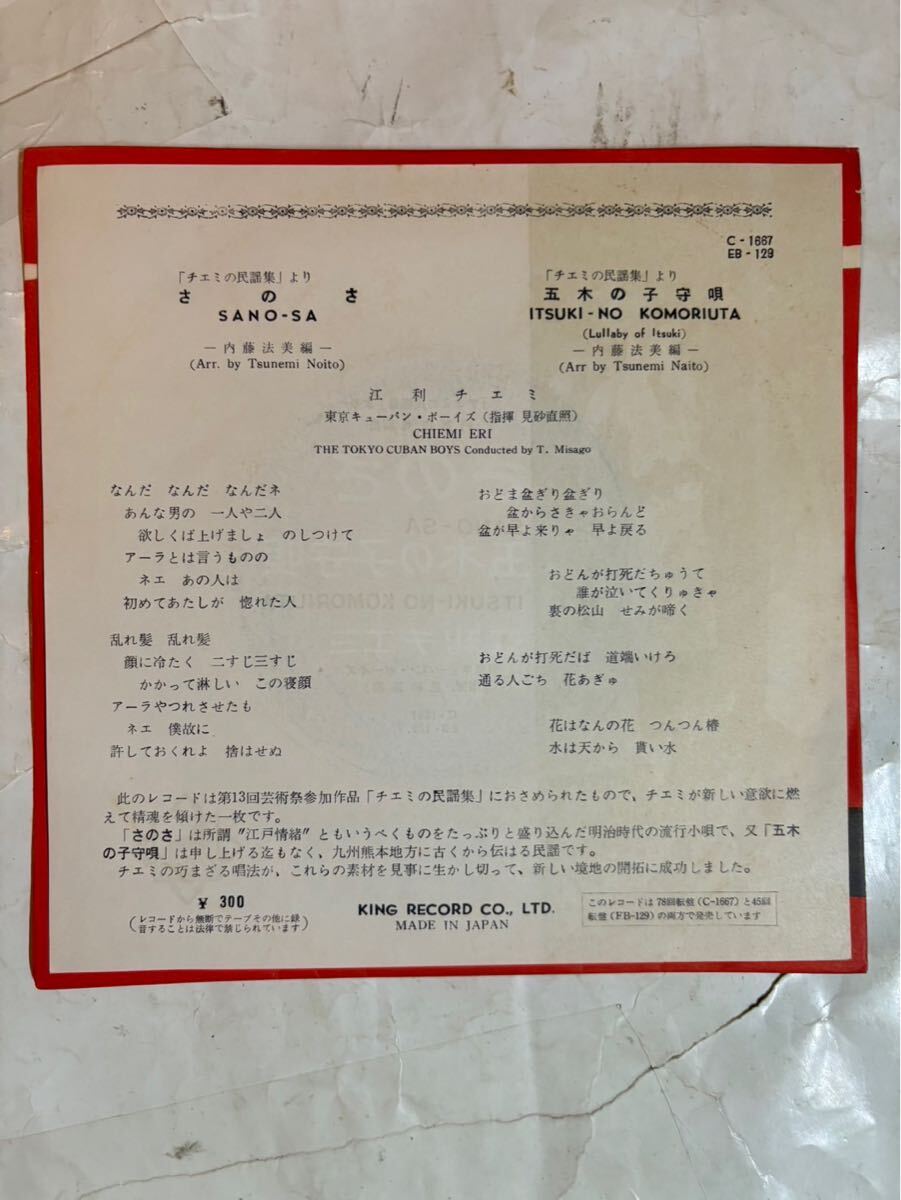 C-1667
EB-129
「チエミの民謡集」より
さのさ
SANO-SA
― 内藤法美編 ―
(Arr. by Tsunemi Noito)
「チエミの民謡集」より
五木の子守唄
ITSUKI-NO KOMORIUTA
(Lullaby of Itsuki)
― 内藤法美編 ―
(Arr by Tsunemi Naito)
江利チエミ
東京キューバン・ボーイズ（指揮 見砂直照）
CHIEMI ERI
THE TOKYO CUBAN BOYS Conducted by T. Misago
なんだ なんだ なんだネ
あんな男の 一人や二人
欲しくば上げましょ のしつけて
アーラとは言うものの
ネエ あの人は
初めてあたしが 惚れた人
乱れ髪 乱れ髪
顔に冷たく 二すじ三すじ
かかって淋しい この寝顔
アーラやつれさせたも
ネエ 僕故に
許しておくれよ 捨はせぬ
おどま盆ぎり盆ぎり
盆からさきゃおらんど
盆が早よ来りゃ 早よ戻る
おどんが打死だちゅうて
誰が泣いてくりゅきゃ
裏の松山 せみが啼く
おどんが打死だば 道端いけろ
通る人ごち 花あぎゅ
花はなんの花 つんつん椿
水は天から 貰い水
此のレコードは第13回芸術祭参加作品「チエミの民謡集」におさめられたもので、チエミが新しい意欲に燃
えて精魂を傾けた一枚です。
「さのさ」は所謂“江戸情緒”ともいうべくものをたっぷりと盛り込んだ明治時代の流行小唄で、又「五木
の子守唄」は申し上げる迄もなく、九州熊本地方に古くから伝はる民謡です。
チエミの巧まざる唱法が、これらの素材を見事に生かし切って、新しい境地の開拓に成功しました。
¥ 300
(レコードから無断でテープその他に録
音することは法律で禁じられています)
KING RECORD CO., LTD.
MADE IN JAPAN
このレコードは78回転盤(C-1667)と45回
転盤(EB-129)の両方で発売しています